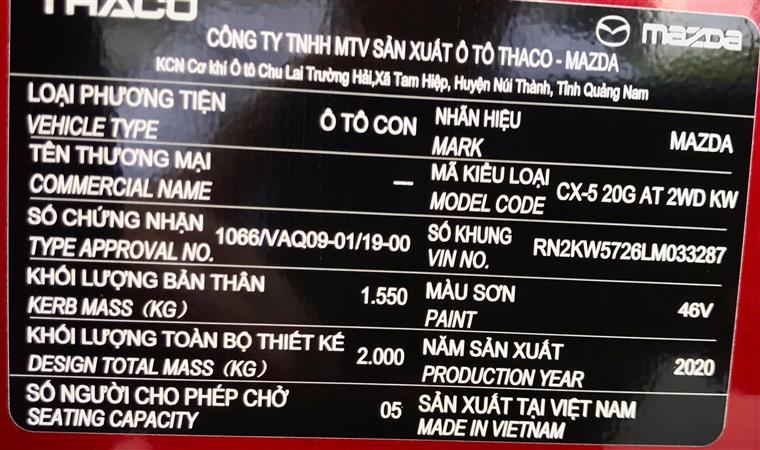 THACO
mazda
CÔNG TY TNHH MTV SẢN XUẤT Ô TÔ THACO - MAZDA
KCN Cơ khí Ô tô Chu Lai Trường Hải,Xã Tam Hiệp, Huyện Núi Thành, Tỉnh Quảng Nam
LOẠI PHƯƠNG TIỆN
VEHICLE TYPE
Ô TÔ CON
NHÃN HIỆU
MARK
MAZDA
TÊN THƯƠNG MẠI
COMMERCIAL NAME
—
MÃ KIỂU LOẠI
MODEL CODE
CX-5 20G AT 2WD KW
SỐ CHỨNG NHẬN
TYPE APPROVAL NO.
1066/VAQ09-01/19-00
SỐ KHUNG
VIN NO.
RN2KW5726LM033287
KHỐI LƯỢNG BẢN THÂN
KERB MASS (KG)
1.550
MÀU SƠN
PAINT
46V
KHỐI LƯỢNG TOÀN BỘ THIẾT KẾ
DESIGN TOTAL MASS (KG)
2.000
NĂM SẢN XUẤT
PRODUCTION YEAR
2020
SỐ NGƯỜI CHO PHÉP CHỞ
SEATING CAPACITY
05
SẢN XUẤT TẠI VIỆT NAM
MADE IN VIETNAM